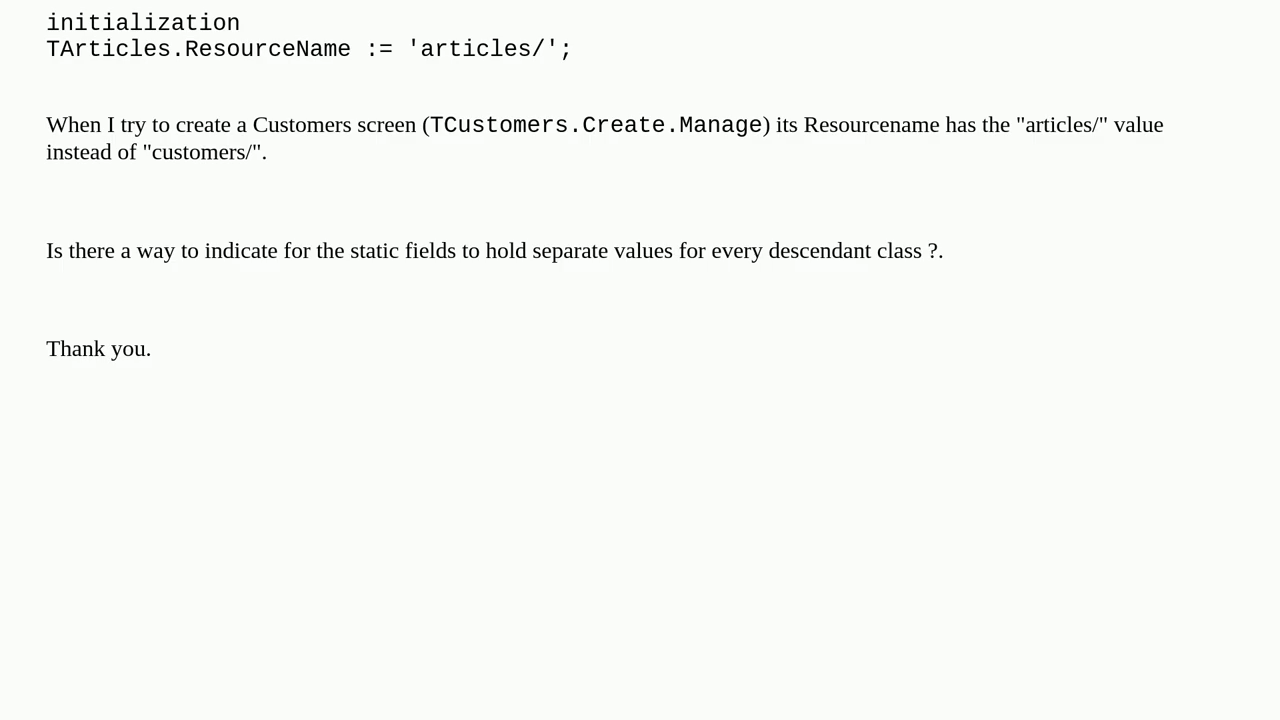 initialization
TArticles.ResourceName := 'articles/';
When I try to create a Customers screen (TCustomers.Create.Manage) its Resourcename has the "articles/" value
instead of "customers/".
Is there a way to indicate for the static fields to hold separate values for every descendant class ?.
Thank you.